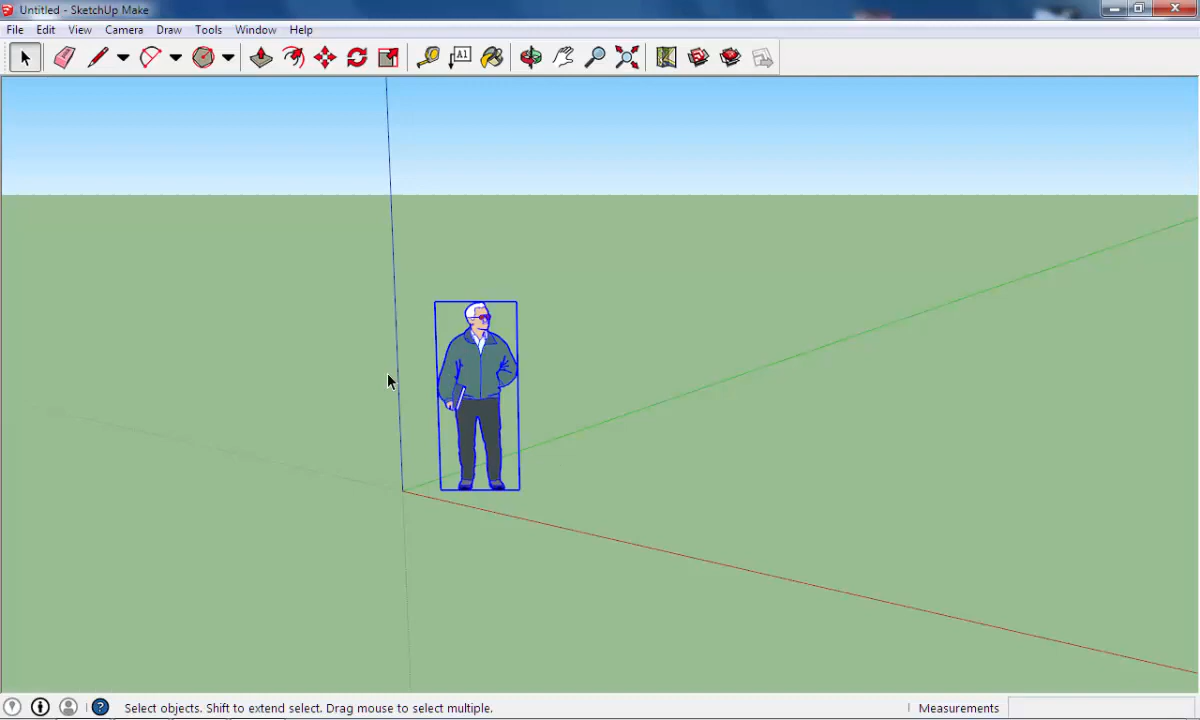 Untitled - SketchUp Make
File Edit View Camera Draw Tools Window Help
A1
Select objects. Shift to extend select. Drag mouse to select multiple.
Measurements